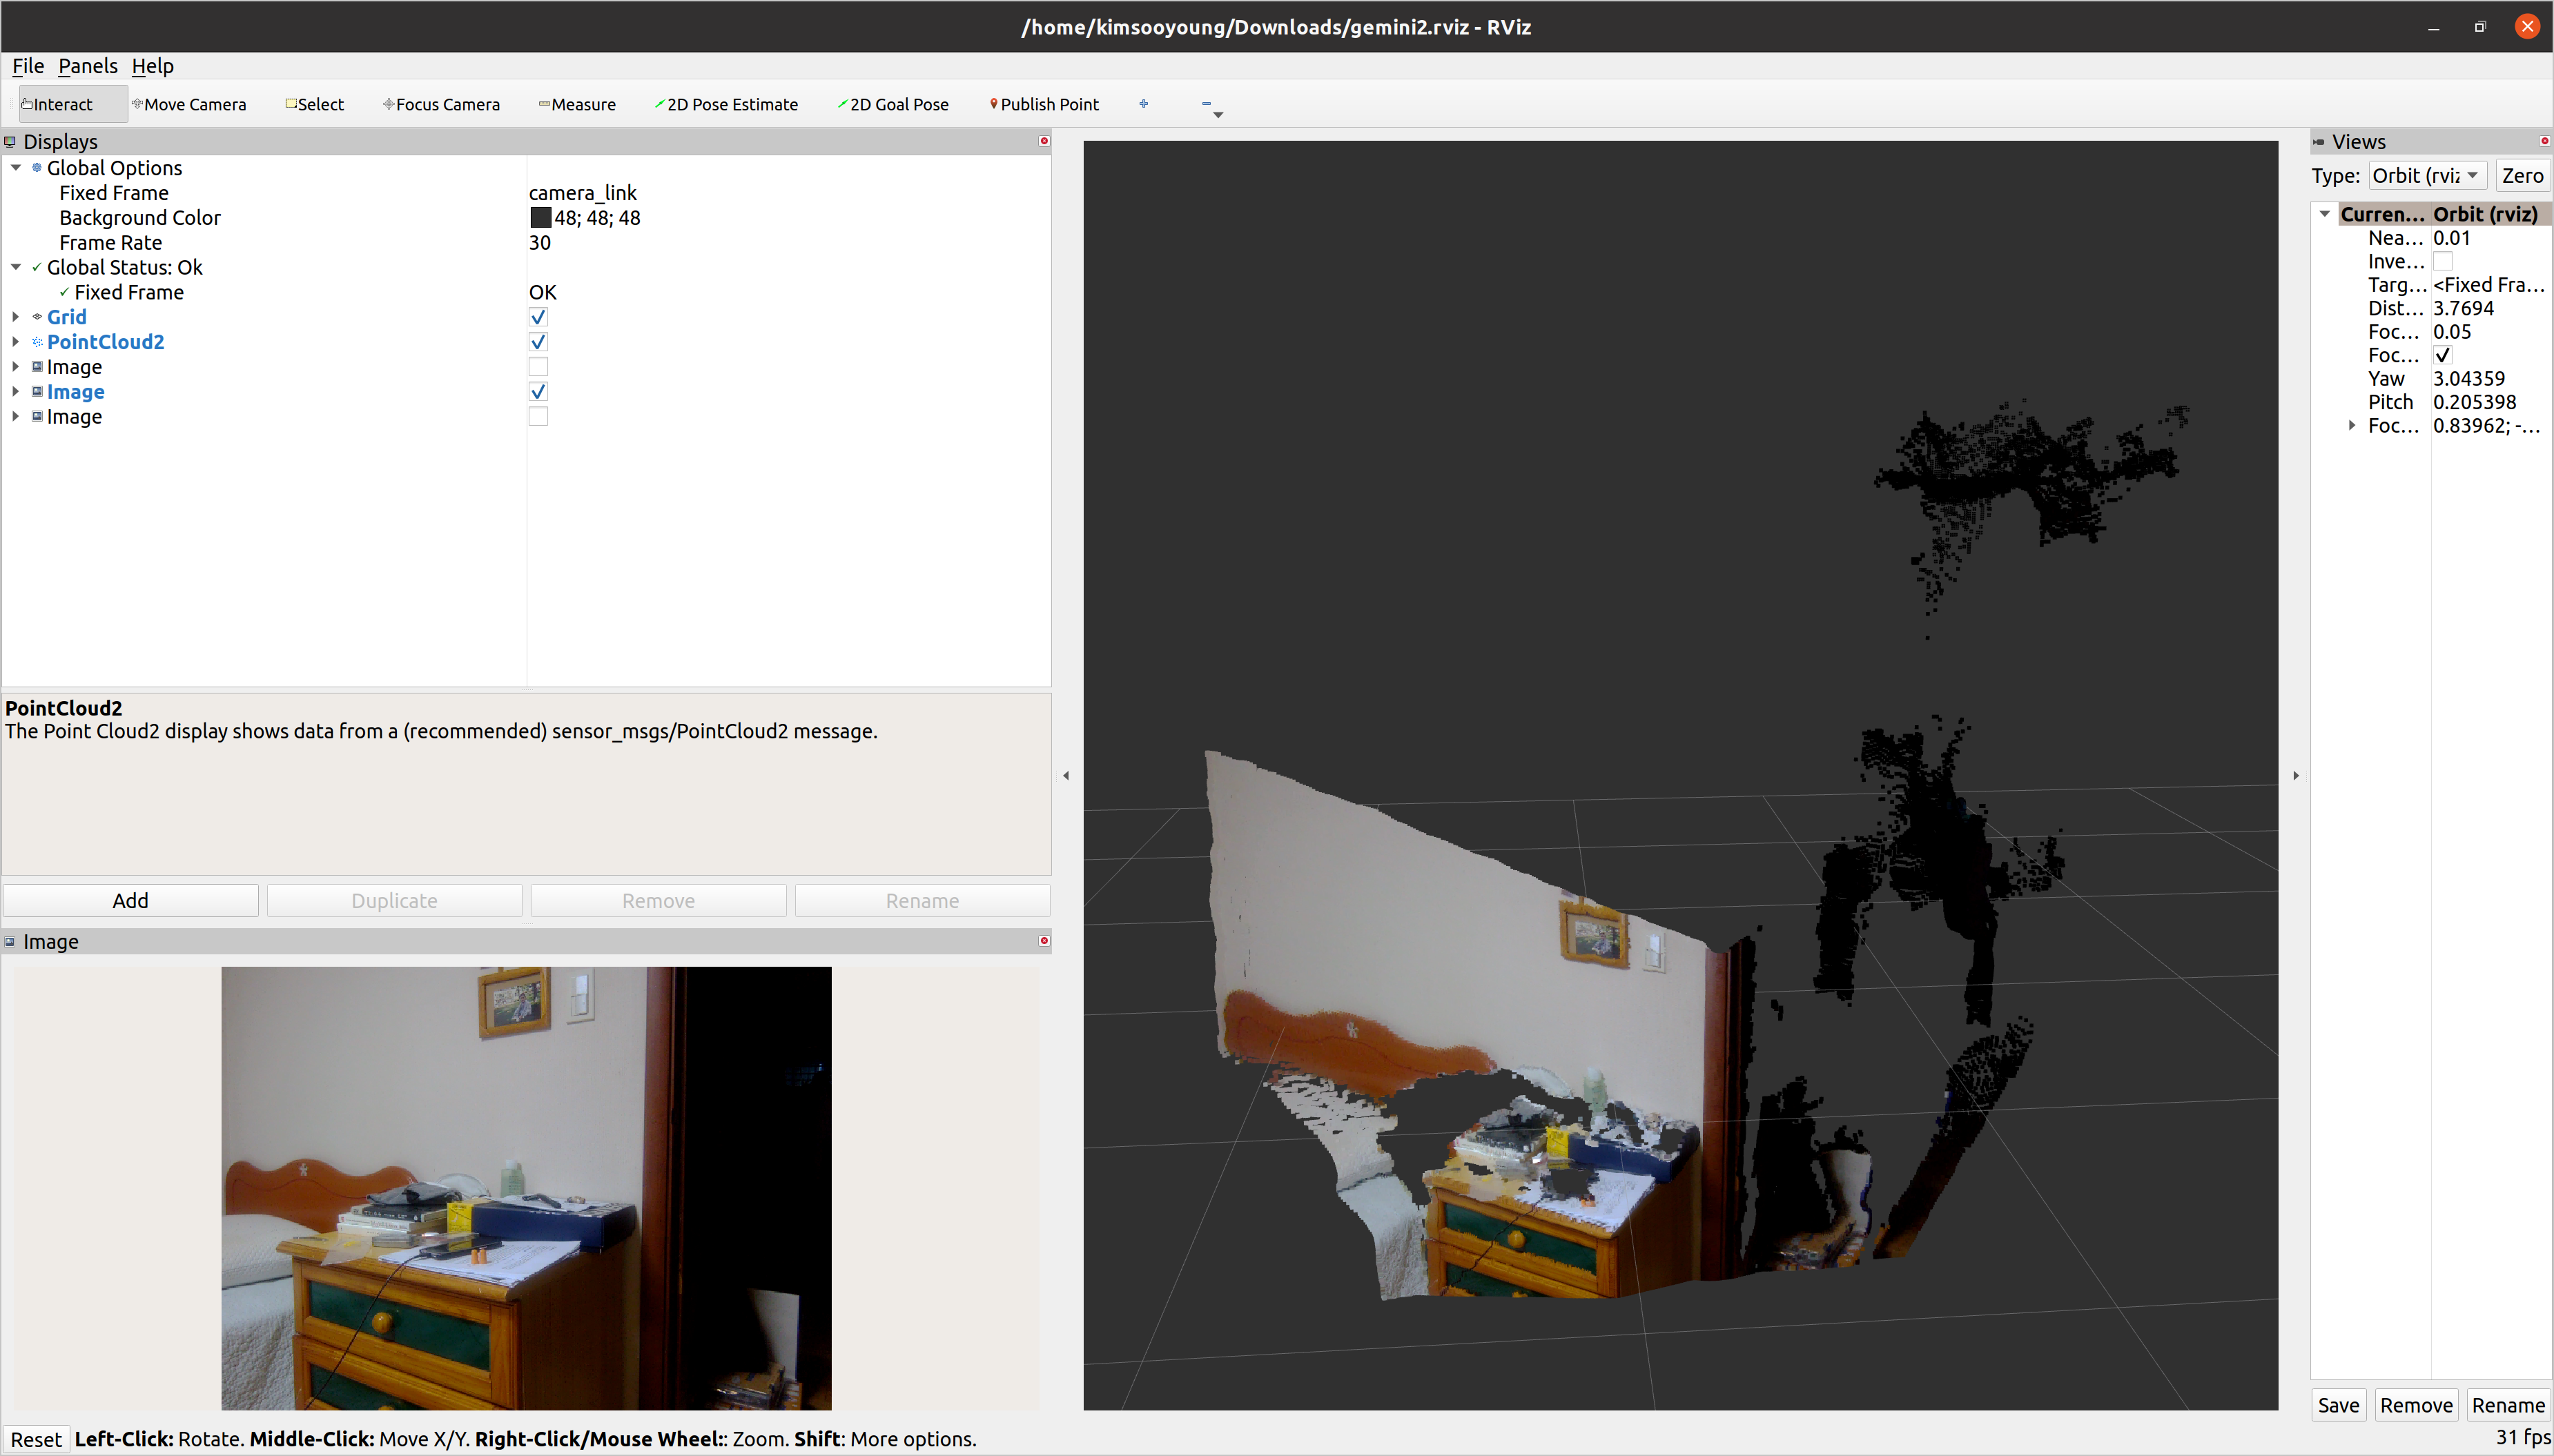 /home/kimsooyoung/Downloads/gemini2.rviz - RViz
File Panels Help
Interact Move Camera Select Focus Camera Measure 2D Pose Estimate 2D Goal Pose Publish Point
Displays
Global Options
Fixed Frame camera_link
Background Color 48; 48; 48
Frame Rate 30
Global Status: Ok
Fixed Frame OK
Grid
PointCloud2
Image
Image
Image
PointCloud2
The Point Cloud2 display shows data from a (recommended) sensor_msgs/PointCloud2 message.
Add Duplicate Remove Rename
Image
Reset Left-Click: Rotate. Middle-Click: Move X/Y. Right-Click/Mouse Wheel:: Zoom. Shift: More options.
Views
Type: Orbit (rviz Zero
Curren... Orbit (rviz)
Nea... 0.01
Inve...
Targ... <Fixed Fra...
Dist... 3.7694
Foc... 0.05
Foc...
Yaw 3.04359
Pitch 0.205398
Foc... 0.83962; -...
Save Remove Rename
31 fps